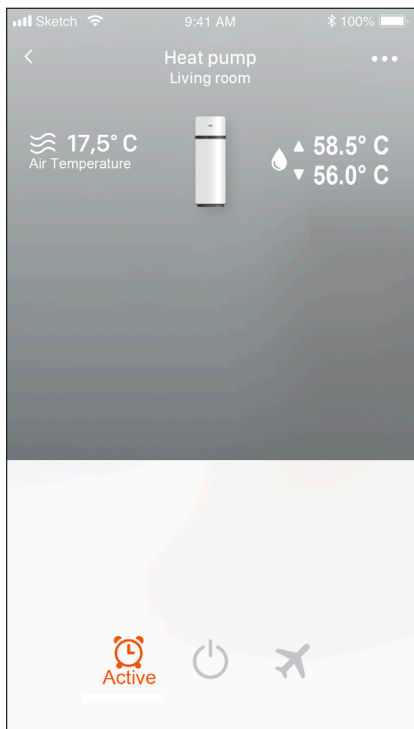 Sketch 9:41 AM 100%
Heat pump
Living room
17,5° C
Air Temperature
▲ 58.5° C
▼ 56.0° C
Active